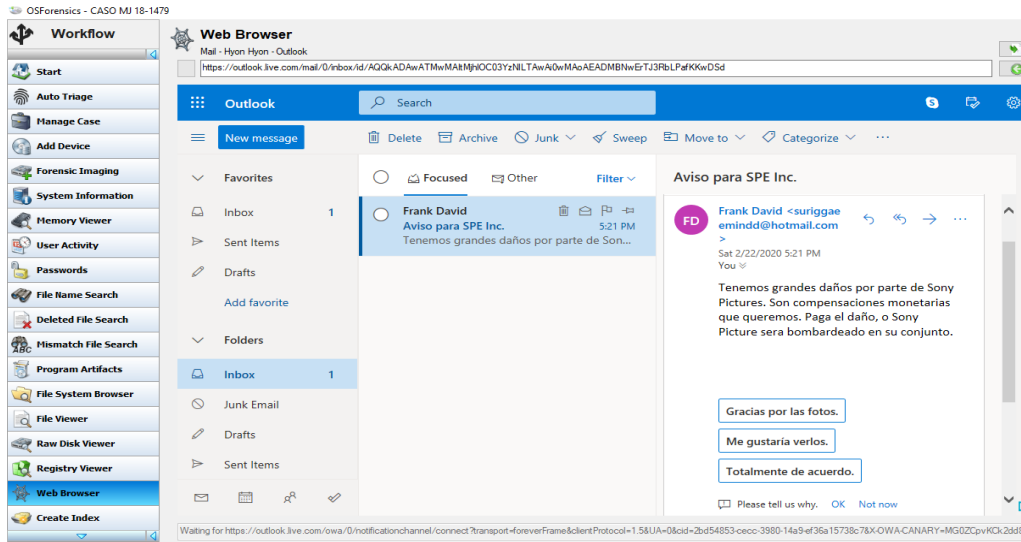 OSForensics - CASO MJ 18-1479
Workflow
Start
Auto Triage
Manage Case
Add Device
Forensic Imaging
System Information
Memory Viewer
User Activity
Passwords
File Name Search
Deleted File Search
Mismatch File Search
Program Artifacts
File System Browser
File Viewer
Raw Disk Viewer
Registry Viewer
Web Browser
Create Index
Web Browser
Mail - Hyon Hyon - Outlook
https://outlook.live.com/mail/0/inbox/id/AQQkADAwATMwMAItMjhlOC03YzNlLTAwAi0wMAoAEADMBNwErTJ3RbLPafKKwDSd
Outlook
Search
New message
Delete Archive Junk Sweep Move to Categorize ...
Favorites
Inbox 1
Sent Items
Drafts
Add favorite
Folders
Inbox 1
Junk Email
Drafts
Sent Items
Focused Other Filter
Frank David
Aviso para SPE Inc. 5:21 PM
Tenemos grandes daños por parte de Son...
Aviso para SPE Inc.
FD
Frank David <suriggae
emindd@hotmail.com
>
Sat 2/22/2020 5:21 PM
You
Tenemos grandes daños por parte de Sony
Pictures. Son compensaciones monetarias
que queremos. Paga el daño, o Sony
Picture sera bombardeado en su conjunto.
Gracias por las fotos.
Me gustaría verlos.
Totalmente de acuerdo.
Please tell us why. OK Not now
Waiting for https://outlook.live.com/owa/0/notificationchannel/connect?transport=foreverFrame&clientProtocol=1.5&UA=0&cid=2bd54853-cecc-3980-14a9-ef36a15738c7&X-OWA-CANARY=MG0ZCpvKCk2dd8